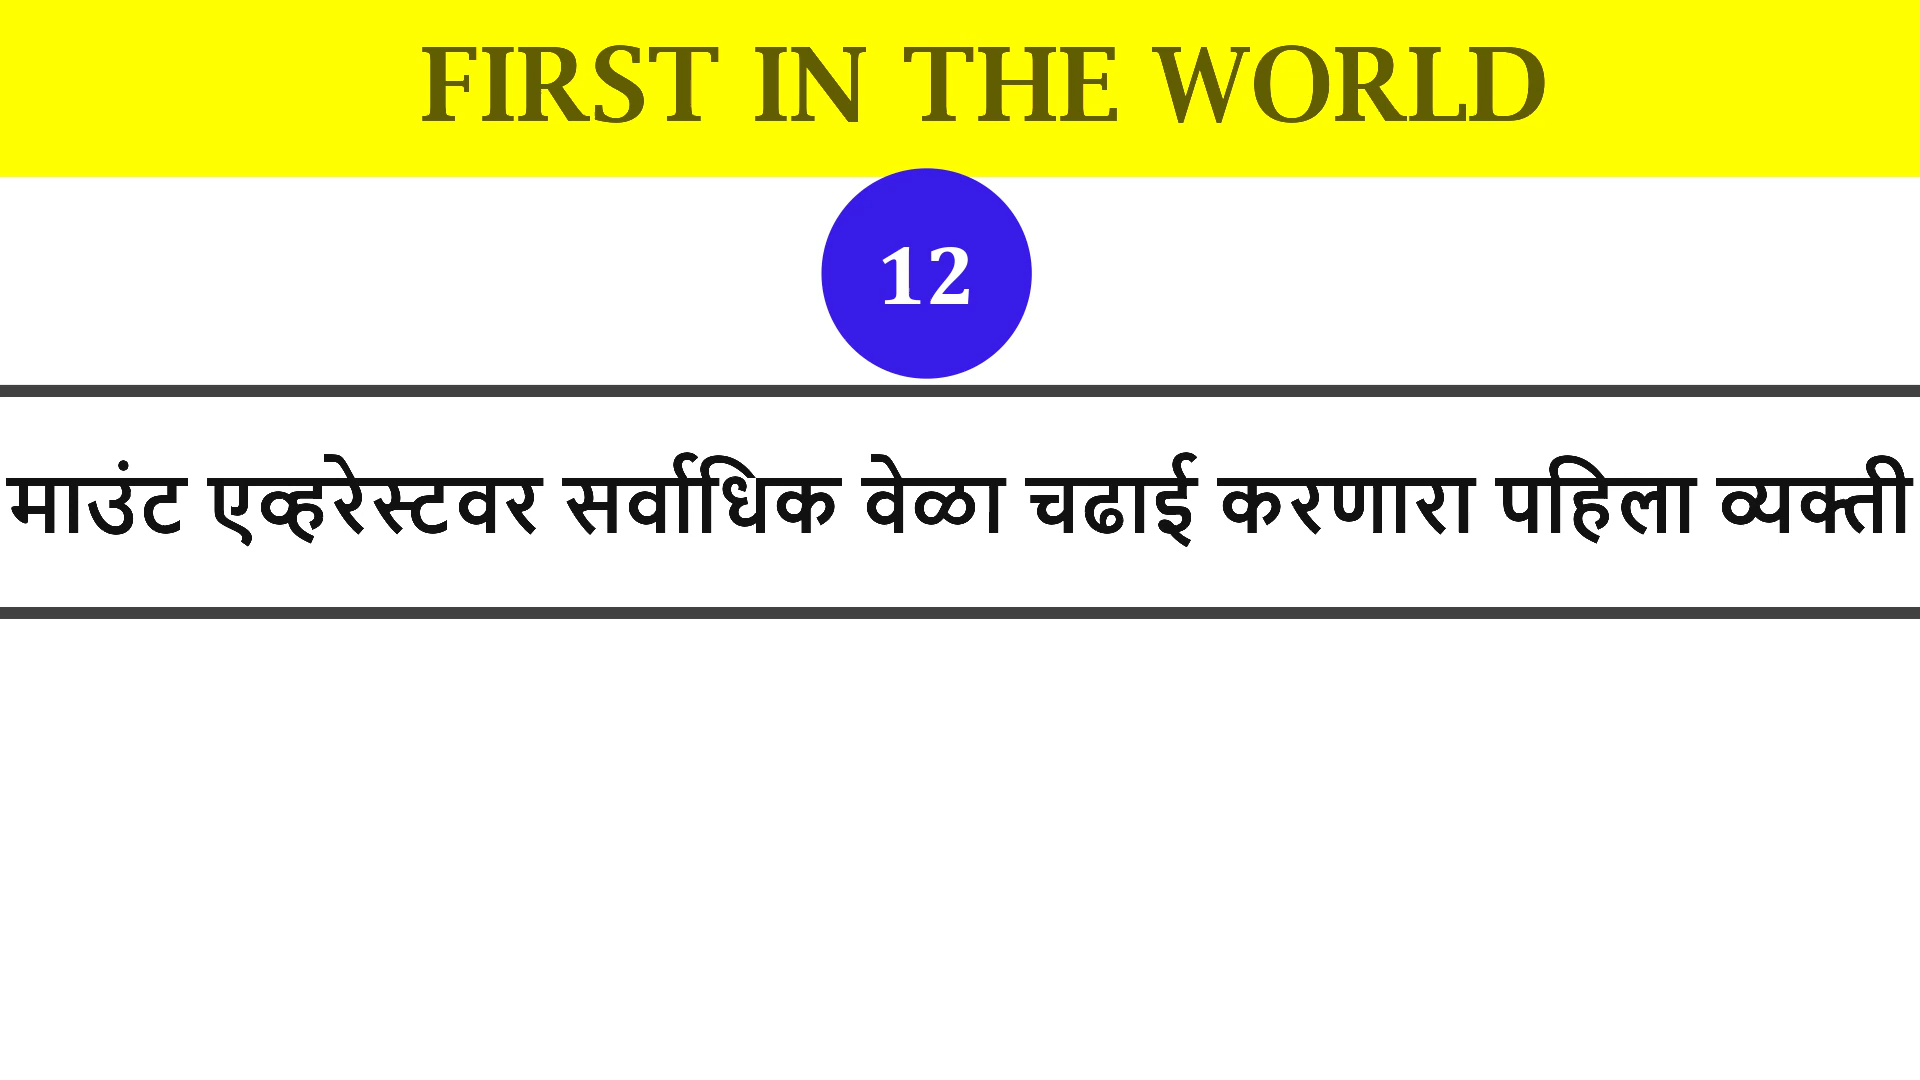 FIRST IN THE WORLD
12
माउंट एव्हरेस्टवर सर्वाधिक वेळा चढाई करणारा पहिला व्यक्ती